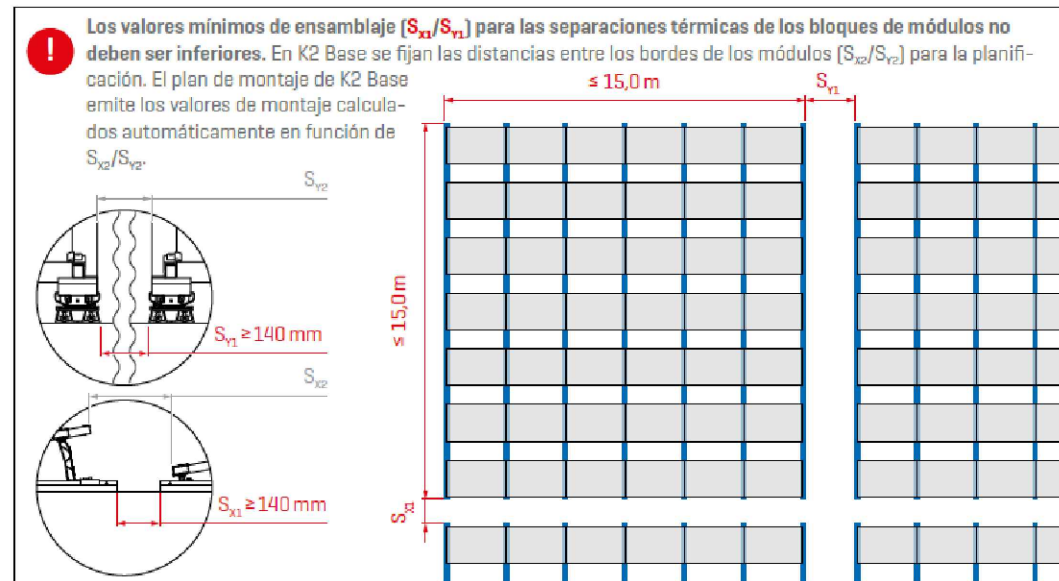 !
Los valores mínimos de ensamblaje (Sx1/SY1) para las separaciones térmicas de los bloques de módulos no
deben ser inferiores. En K2 Base se fijan las distancias entre los bordes de los módulos (Sx2/SY2) para la planifi-
cación. El plan de montaje de K2 Base
emite los valores de montaje calcula-
dos automáticamente en función de
Sx2/SY2.
≤ 15,0 m
SY1
SY2
≤ 15,0 m
SY1 ≥ 140 mm
Sx2
Sx1 ≥ 140 mm
Sx1